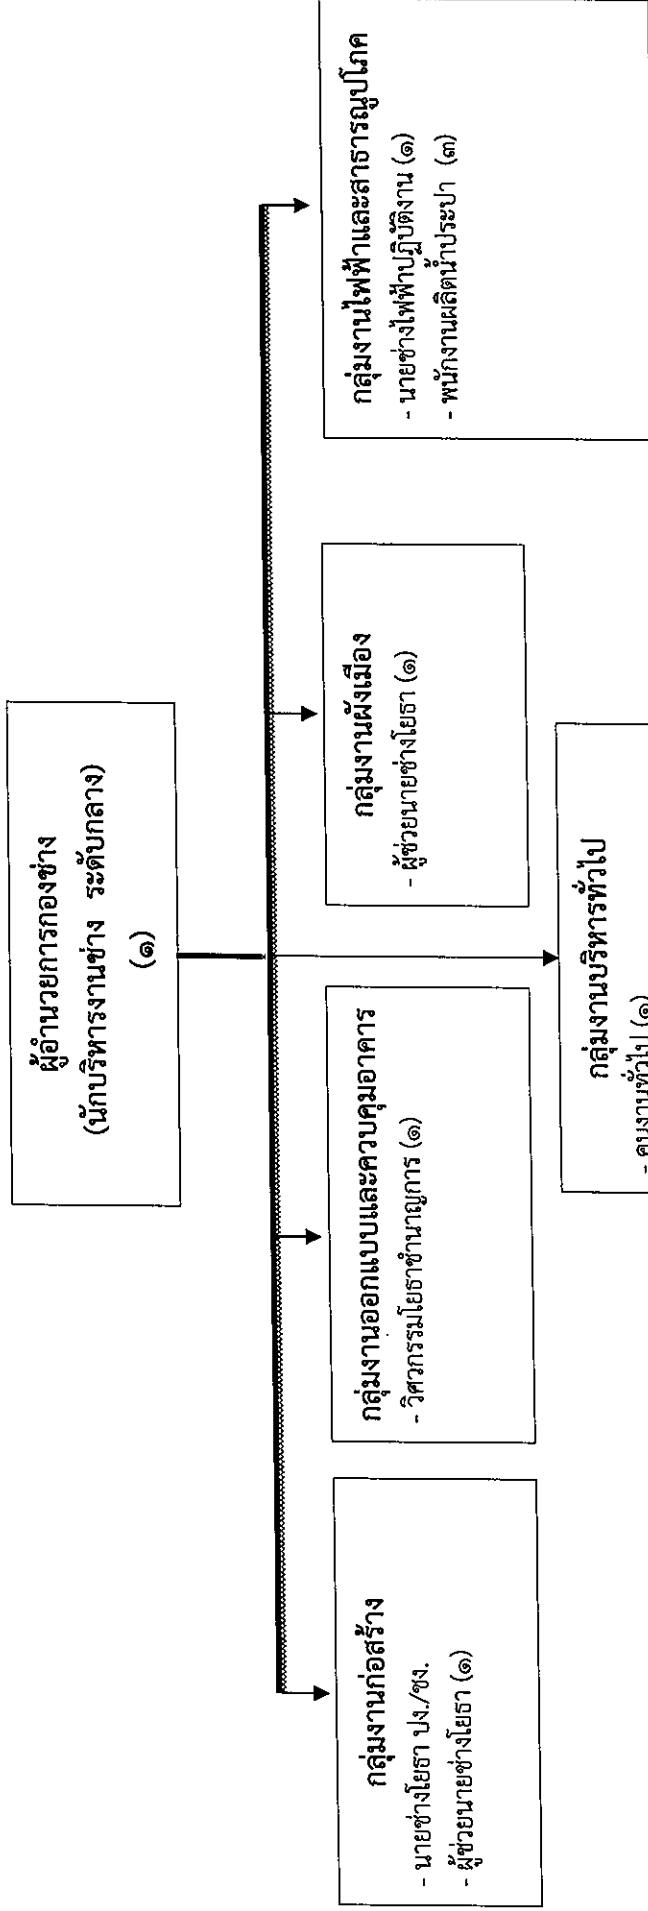 ผู้อำนวยการกองช่าง
(นักบริหารงานช่าง ระดับกลาง)
(๑)
กลุ่มงานก่อสร้าง
- นายช่างโยธา ปง./ชง.
- ผู้ช่วยนายช่างโยธา (๑)
กลุ่มงานออกแบบและควบคุมอาคาร
- วิศวกรรมโยธาชำนาญการ (๑)
กลุ่มงานผังเมือง
- ผู้ช่วยนายช่างโยธา (๑)
กลุ่มงานไฟฟ้าและสาธารณูปโภค
- นายช่างไฟฟ้าปฏิบัติงาน (๑)
- พนักงานผลิตน้ำประปา (๓)
กลุ่มงานบริหารทั่วไป
- คนงานทั่วไป (๑)